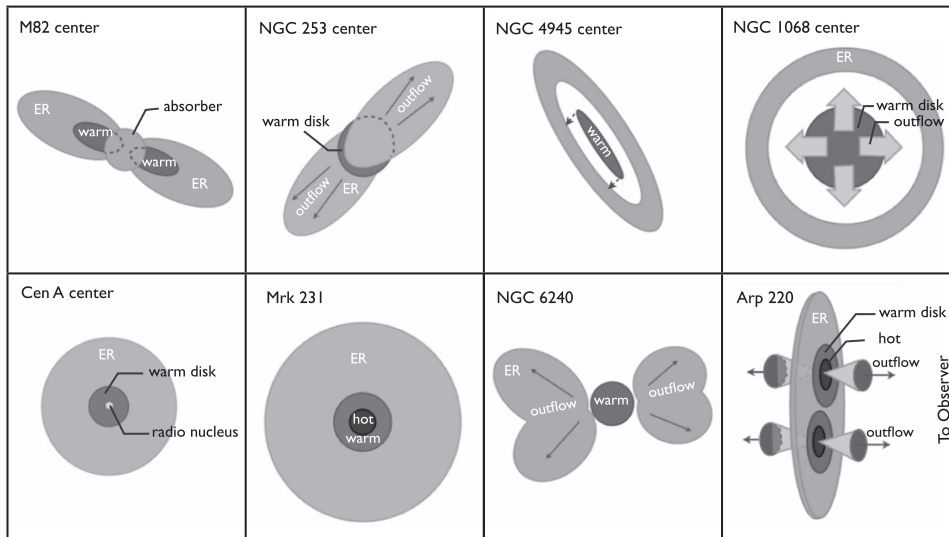 M82 center
ER
absorber
warm
warm
ER
NGC 253 center
outflow
warm disk
outflow
ER
NGC 4945 center
warm
NGC 1068 center
ER
warm disk
outflow
Cen A center
ER
warm disk
radio nucleus
Mrk 231
ER
hot
warm
NGC 6240
ER
outflow
warm
outflow
Arp 220
ER
warm disk
hot
outflow
outflow
To Observer